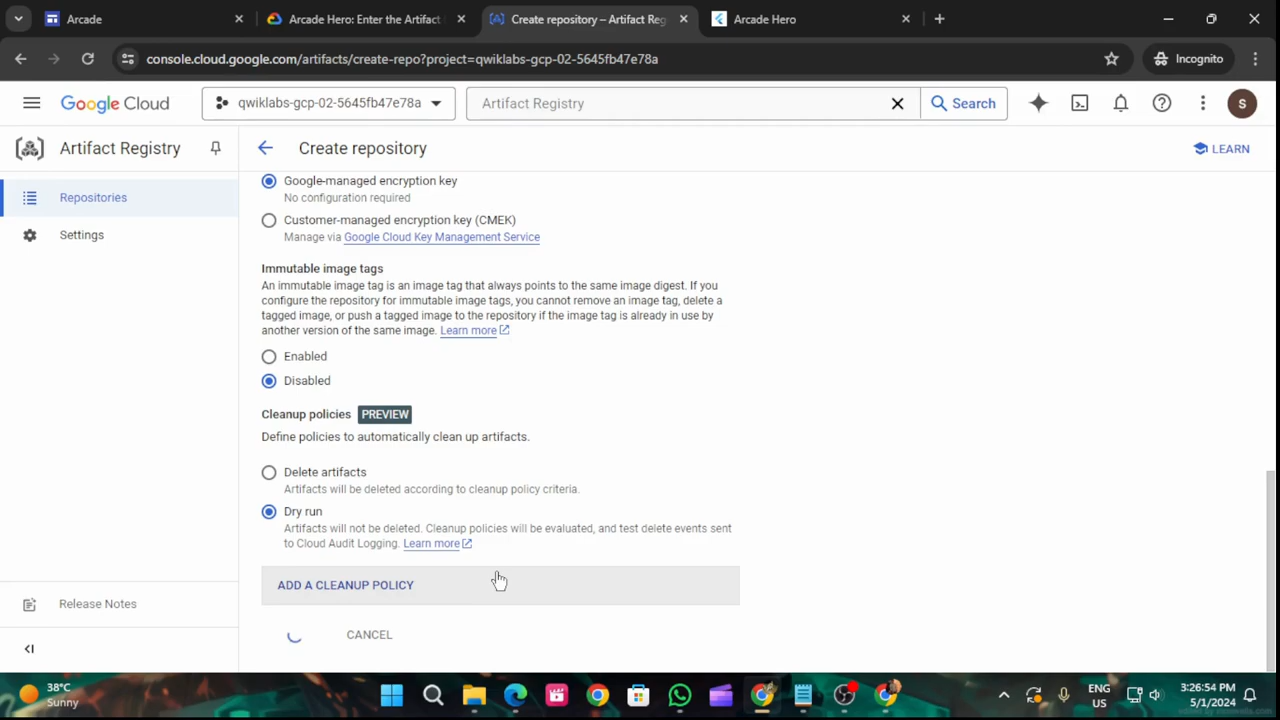 Arcade
Arcade Hero: Enter the Artifact
Create repository – Artifact Reg
Arcade Hero
console.cloud.google.com/artifacts/create-repo?project=qwiklabs-gcp-02-5645fb47e78a
Incognito
Google Cloud
qwiklabs-gcp-02-5645fb47e78a
Artifact Registry
Search
S
Artifact Registry
Create repository
LEARN
Repositories
Settings
Google-managed encryption key
No configuration required
Customer-managed encryption key (CMEK)
Manage via Google Cloud Key Management Service
Immutable image tags
An immutable image tag is an image tag that always points to the same image digest. If you
configure the repository for immutable image tags, you cannot remove an image tag, delete a
tagged image, or push a tagged image to the repository if the image tag is already in use by
another version of the same image. Learn more
Enabled
Disabled
Cleanup policies PREVIEW
Define policies to automatically clean up artifacts.
Delete artifacts
Artifacts will be deleted according to cleanup policy criteria.
Dry run
Artifacts will not be deleted. Cleanup policies will be evaluated, and test delete events sent
to Cloud Audit Logging. Learn more
ADD A CLEANUP POLICY
CANCEL
Release Notes
38°C
Sunny
ENG
US
3:26:54 PM
5/1/2024